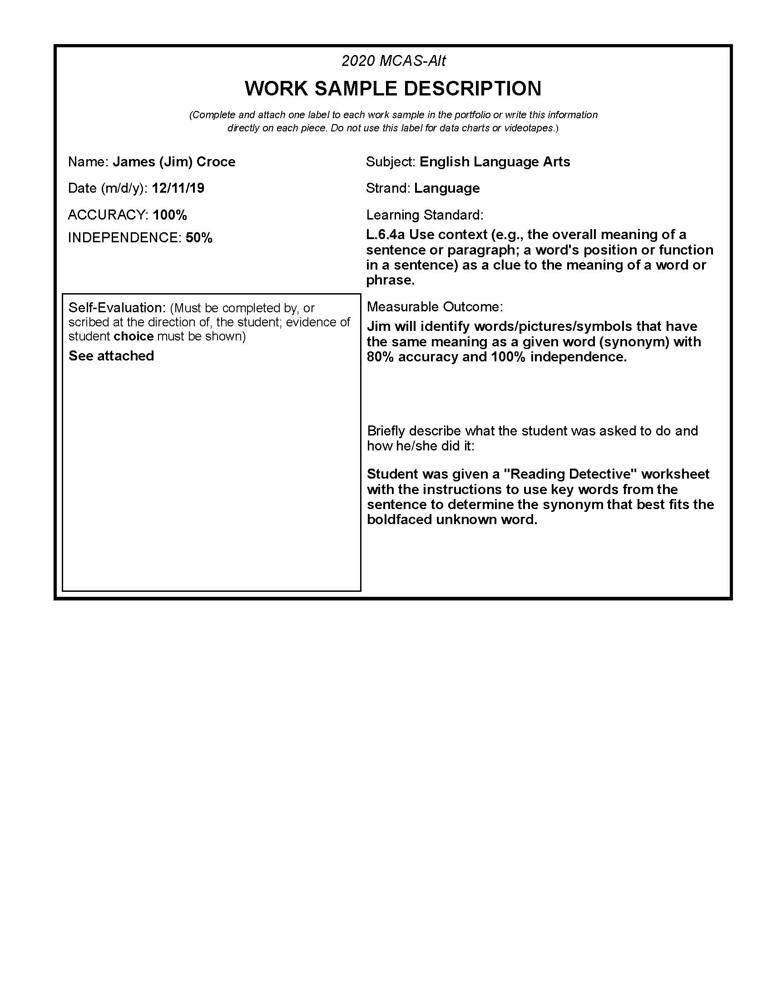 2020 MCAS-Alt
WORK SAMPLE DESCRIPTION
(Complete and attach one label to each work sample in the portfolio or write this information
directly on each piece. Do not use this label for data charts or videotapes.)
Name: James (Jim) Croce
Date (m/d/y): 12/11/19
ACCURACY: 100%
INDEPENDENCE: 50%
Self-Evaluation: (Must be completed by, or
scribed at the direction of, the student; evidence of
student choice must be shown)
See attached
Subject: English Language Arts
Strand: Language
Learning Standard:
L.6.4a Use context (e.g., the overall meaning of a
sentence or paragraph; a word's position or function
in a sentence) as a clue to the meaning of a word or
phrase.
Measurable Outcome:
Jim will identify words/pictures/symbols that have
the same meaning as a given word (synonym) with
80% accuracy and 100% independence.
Briefly describe what the student was asked to do and
how he/she did it:
Student was given a "Reading Detective" worksheet
with the instructions to use key words from the
sentence to determine the synonym that best fits the
boldfaced unknown word.